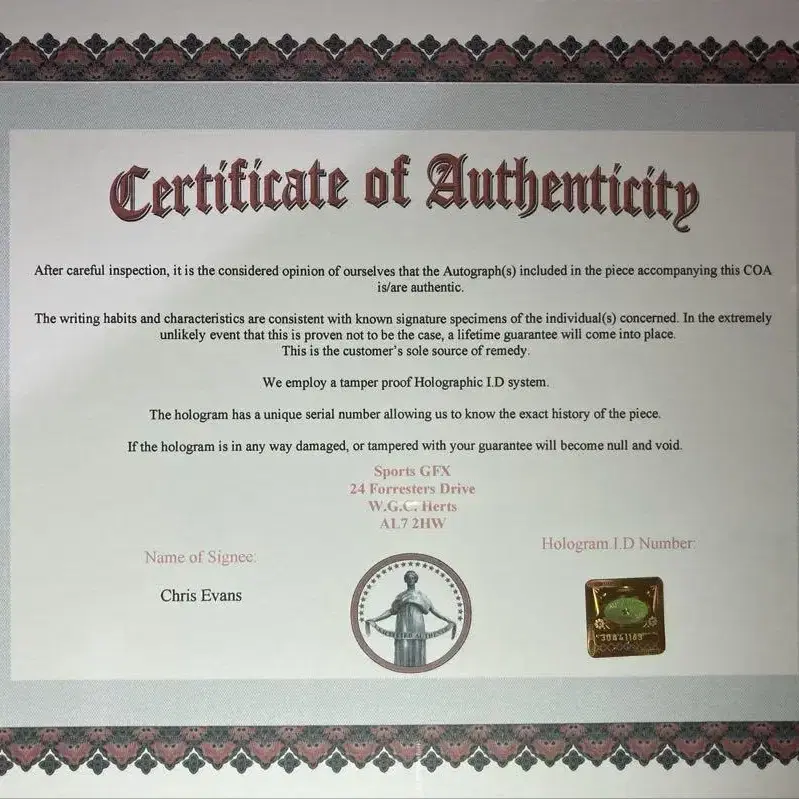 Certificate of Authenticity
After careful inspection, it is the considered opinion of ourselves that the Autograph(s) included in the piece accompanying this COA
is/are authentic.
The writing habits and characteristics are consistent with known signature specimens of the individual(s) concerned. In the extremely
unlikely event that this is proven not to be the case, a lifetime guarantee will come into place.
This is the customer's sole source of remedy.
We employ a tamper proof Holographic I.D system.
The hologram has a unique serial number allowing us to know the exact history of the piece.
If the hologram is in any way damaged, or tampered with your guarantee will become null and void.
Sports GFX
24 Forresters Drive
W.G.C. Herts
AL7 2HW
Name of Signee:
Chris Evans
Hologram I.D Number: